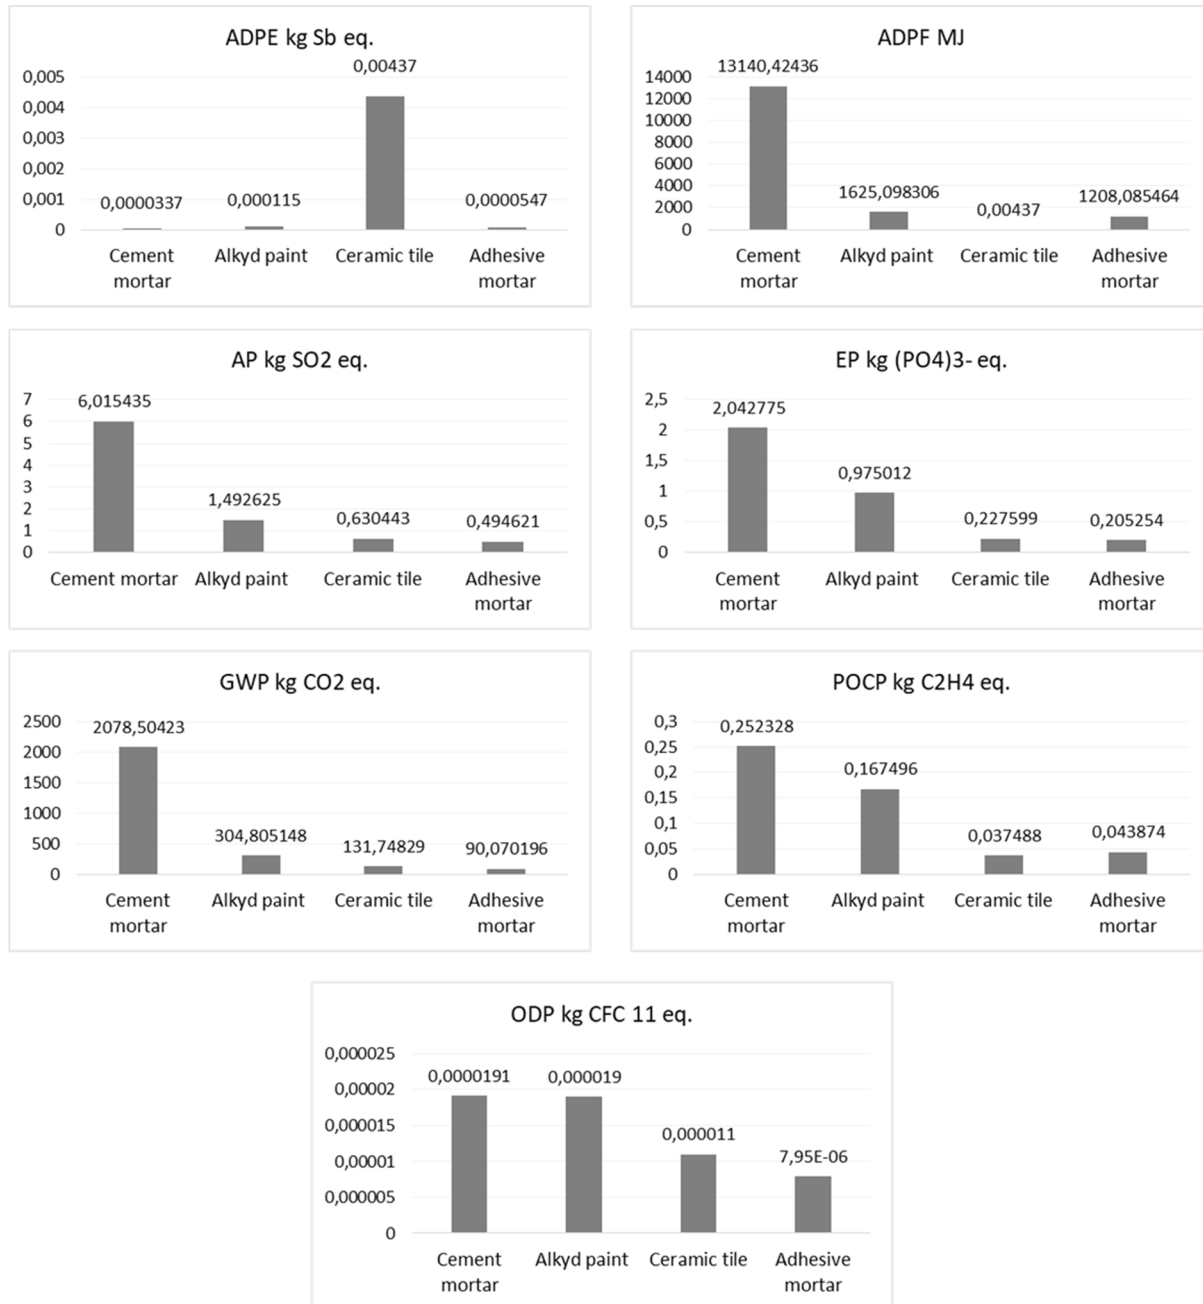 ADPE kg Sb eq.
0,005
0,004
0,003
0,002
0,001
0
0,0000337
0,000115
0,00437
0,0000547
Cement
mortar
Alkyd paint
Ceramic tile
Adhesive
mortar
ADPF MJ
14000
12000
10000
8000
6000
4000
2000
0
13140,42436
1625,098306
0,00437
1208,085464
Cement
mortar
Alkyd paint
Ceramic tile
Adhesive
mortar
AP kg SO2 eq.
7
6
5
4
3
2
1
0
6,015435
1,492625
0,630443
0,494621
Cement mortar
Alkyd paint
Ceramic tile
Adhesive
mortar
EP kg (PO4)3- eq.
2,5
2
1,5
1
0,5
0
2,042775
0,975012
0,227599
0,205254
Cement
mortar
Alkyd paint
Ceramic tile
Adhesive
mortar
GWP kg CO2 eq.
2500
2000
1500
1000
500
0
2078,50423
304,805148
131,74829
90,070196
Cement
mortar
Alkyd paint
Ceramic tile
Adhesive
mortar
POCP kg C2H4 eq.
0,3
0,25
0,2
0,15
0,1
0,05
0
0,252328
0,167496
0,037488
0,043874
Cement
mortar
Alkyd paint
Ceramic tile
Adhesive
mortar
ODP kg CFC 11 eq.
0,000025
0,00002
0,000015
0,00001
0,000005
0
0,0000191
0,000019
0,000011
7,95E-06
Cement
mortar
Alkyd paint
Ceramic tile
Adhesive
mortar